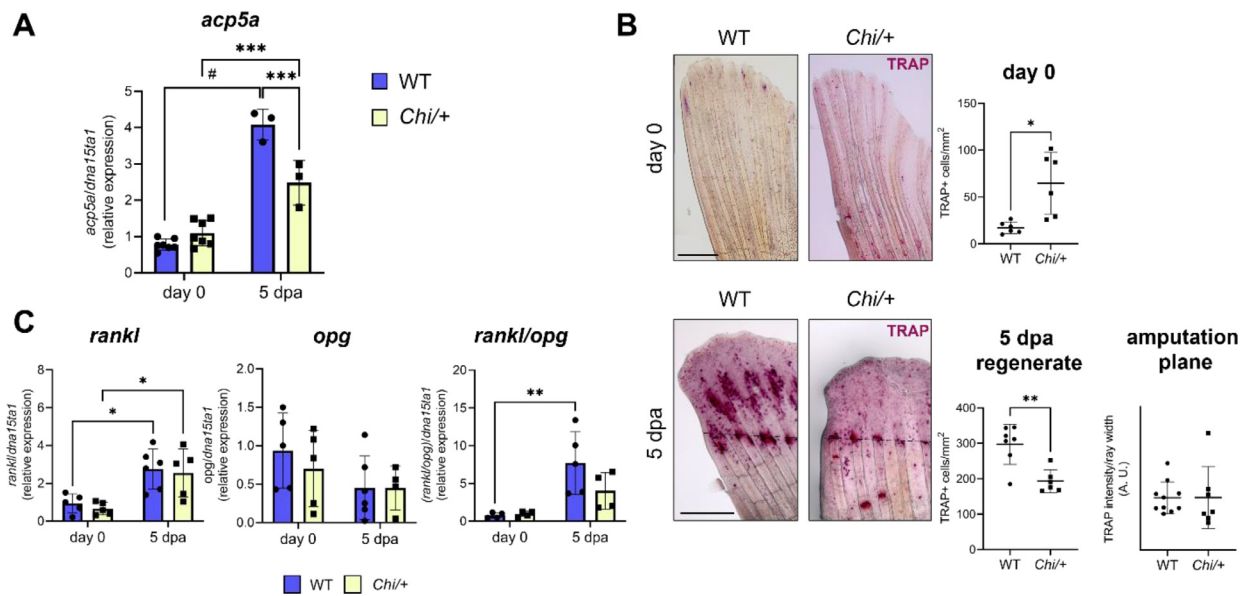 A
acp5a
***
#
***
WT
Chi/+
acp5a/dna15ta1
(relative expression)
5
4
3
2
1
0
day 0
5 dpa
B
WT
Chi/+
TRAP
day 0
day 0
TRAP+ cells/mm2
150
100
50
0
*
WT
Chi/+
WT
Chi/+
TRAP
5 dpa
5 dpa
regenerate
TRAP+ cells/mm2
400
300
200
100
0
**
WT
Chi/+
amputation
plane
TRAP intensity/ray width
(A. U.)
WT
Chi/+
C
rankl
rankl/dna15ta1
(relative expression)
8
6
4
2
0
*
*
day 0
5 dpa
opg
opg/dna15ta1
(relative expression)
2.0
1.5
1.0
0.5
0.0
day 0
5 dpa
rankl/opg
(rankl/opg)/dna15ta1
(relative expression)
20
15
10
5
0
**
day 0
5 dpa
WT
Chi/+